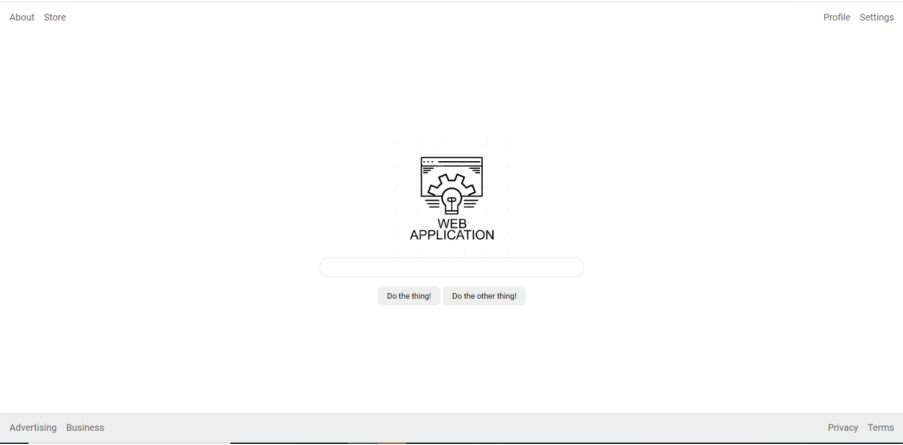 About Store Profile Settings
WEB
APPLICATION
Do the thing! Do the other thing!
Advertising Business Privacy Terms